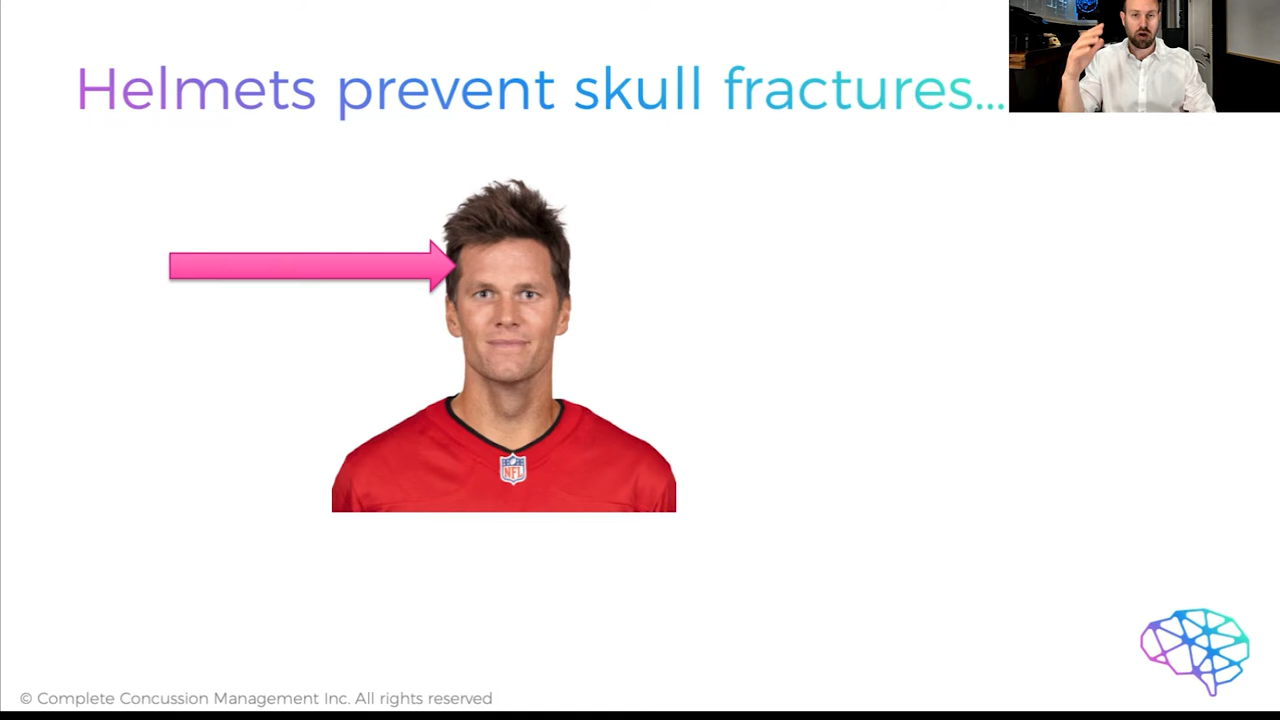 Helmets prevent skull fractures...
NFL
© Complete Concussion Management Inc. All rights reserved